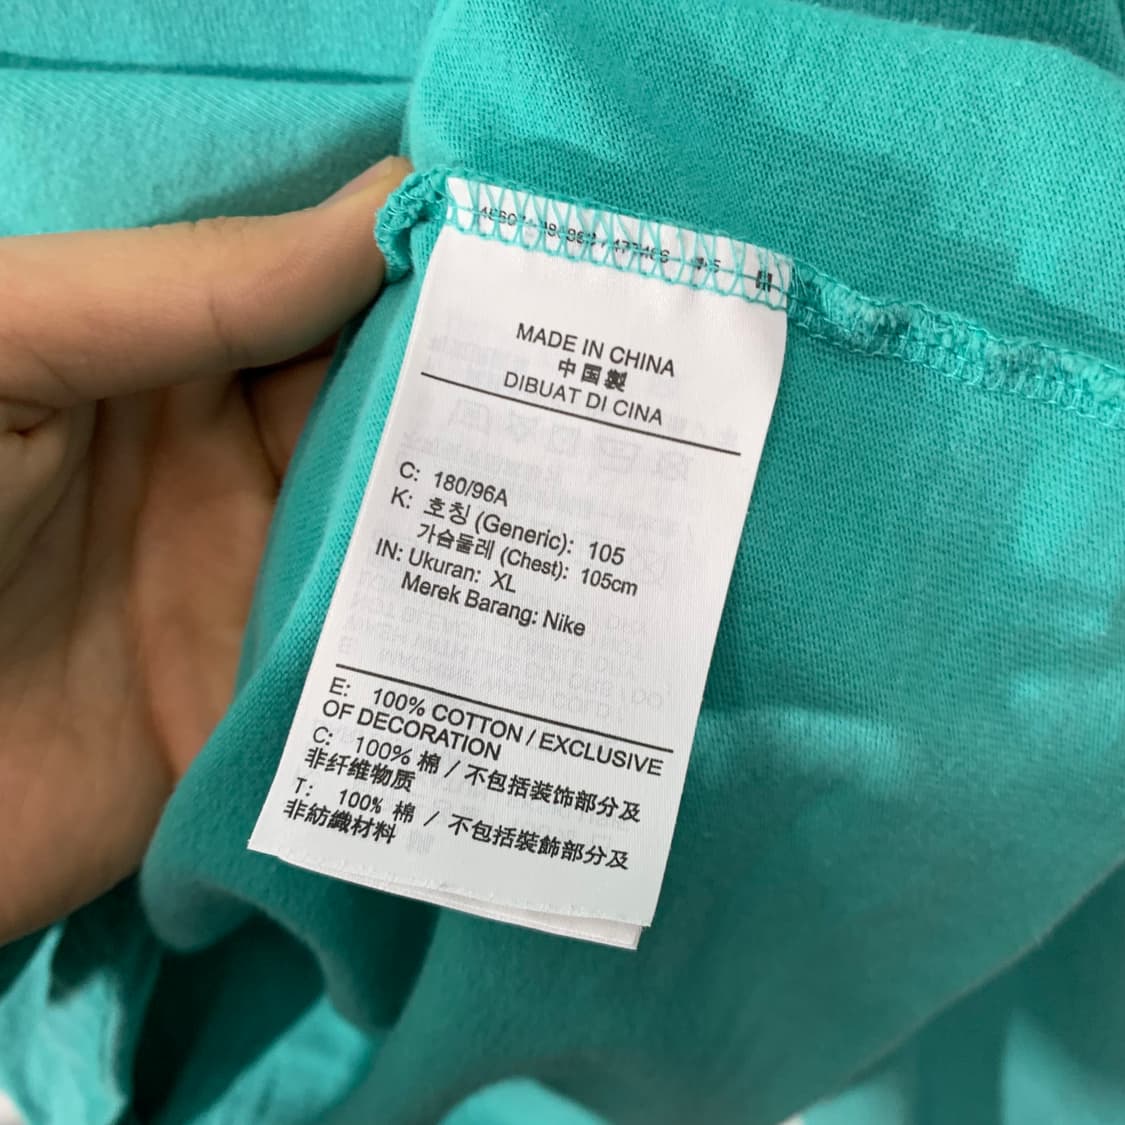 MADE IN CHINA
中国製
DIBUAT DI CINA
C: 180/96A
K: 호칭 (Generic): 105
가슴둘레 (Chest): 105cm
IN: Ukuran: XL
Merek Barang: Nike
E: 100% COTTON / EXCLUSIVE
OF DECORATION
C: 100% 棉 / 不包括装饰部分及
非纤维物质
T: 100% 棉 / 不包括裝飾部分及
非紡織材料